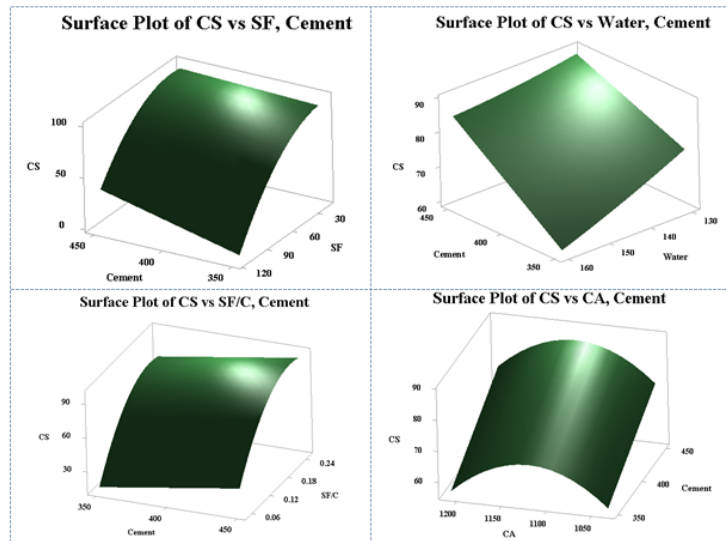 Surface Plot of CS vs SF, Cement
100
50
0
CS
450
400
350
Cement
120
90
60
30
SF
Surface Plot of CS vs Water, Cement
90
80
70
60
CS
450
400
350
Cement
160
150
140
130
Water
Surface Plot of CS vs SF/C, Cement
90
60
30
CS
350
400
450
Cement
0.06
0.12
0.18
0.24
SF/C
Surface Plot of CS vs CA, Cement
90
80
70
60
CS
1200
1150
1100
1050
CA
350
400
450
Cement